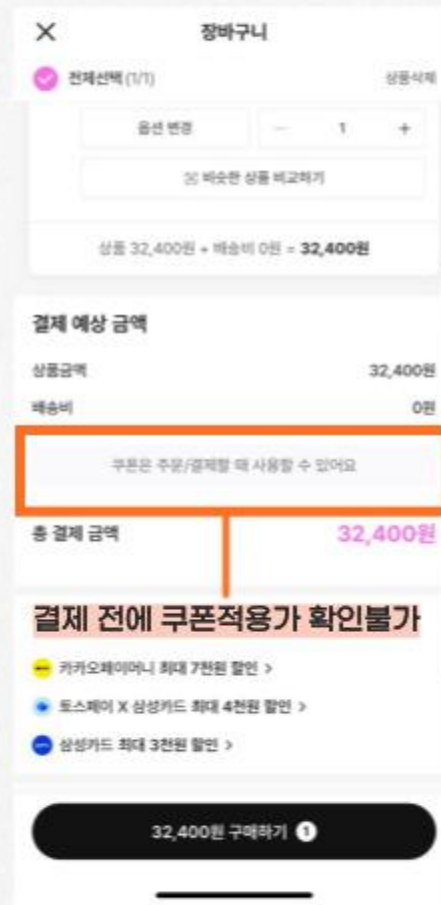 장바구니
전체선택 (1/1) 상품삭제
옵션 변경 − 1 +
비슷한 상품 비교하기
상품 32,400원 + 배송비 0원 = 32,400원
결제 예상 금액
상품금액 32,400원
배송비 0원
쿠폰은 주문/결제할 때 사용할 수 있어요
총 결제 금액 32,400원
결제 전에 쿠폰적용가 확인불가
카카오페이머니 최대 7천원 할인 >
토스페이 X 삼성카드 최대 4천원 할인 >
삼성카드 최대 3천원 할인 >
32,400원 구매하기 1